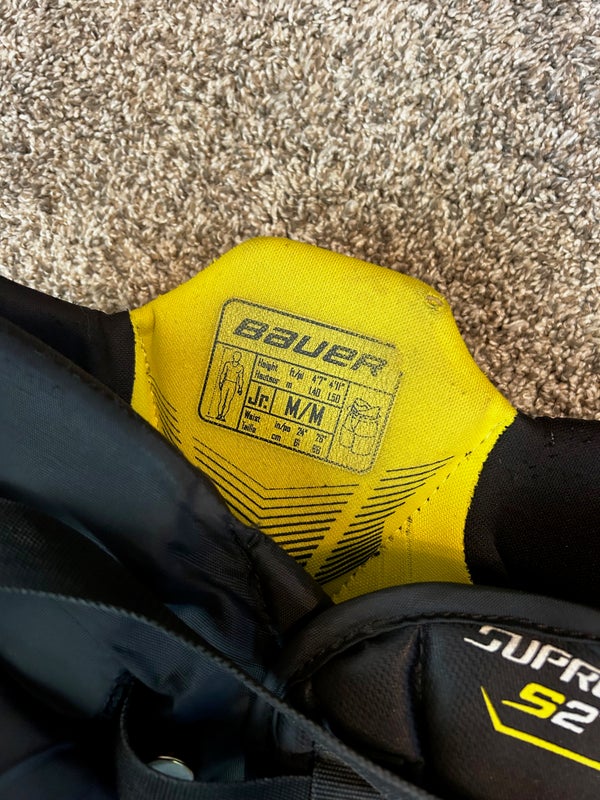 BAUER
Height ft/pi 4'7" 4'11"
Hauteur m 1.40 1.50
Jr. M/M
Waist in/po 24" 26"
Taille cm 61 66
SUPRE
S2